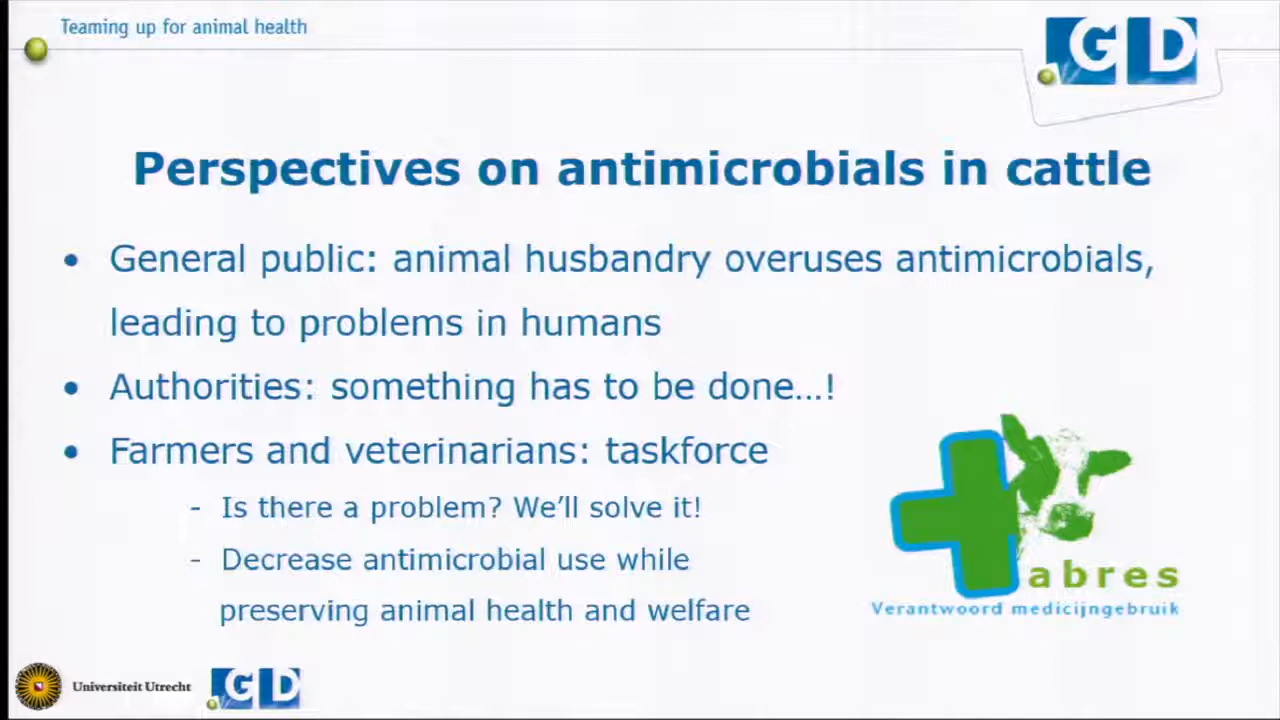 Teaming up for animal health
GD
Perspectives on antimicrobials in cattle
• General public: animal husbandry overuses antimicrobials,
leading to problems in humans
• Authorities: something has to be done...!
• Farmers and veterinarians: taskforce
- Is there a problem? We'll solve it!
- Decrease antimicrobial use while
preserving animal health and welfare
abres
Verantwoord medicijngebruik
Universiteit Utrecht
GD